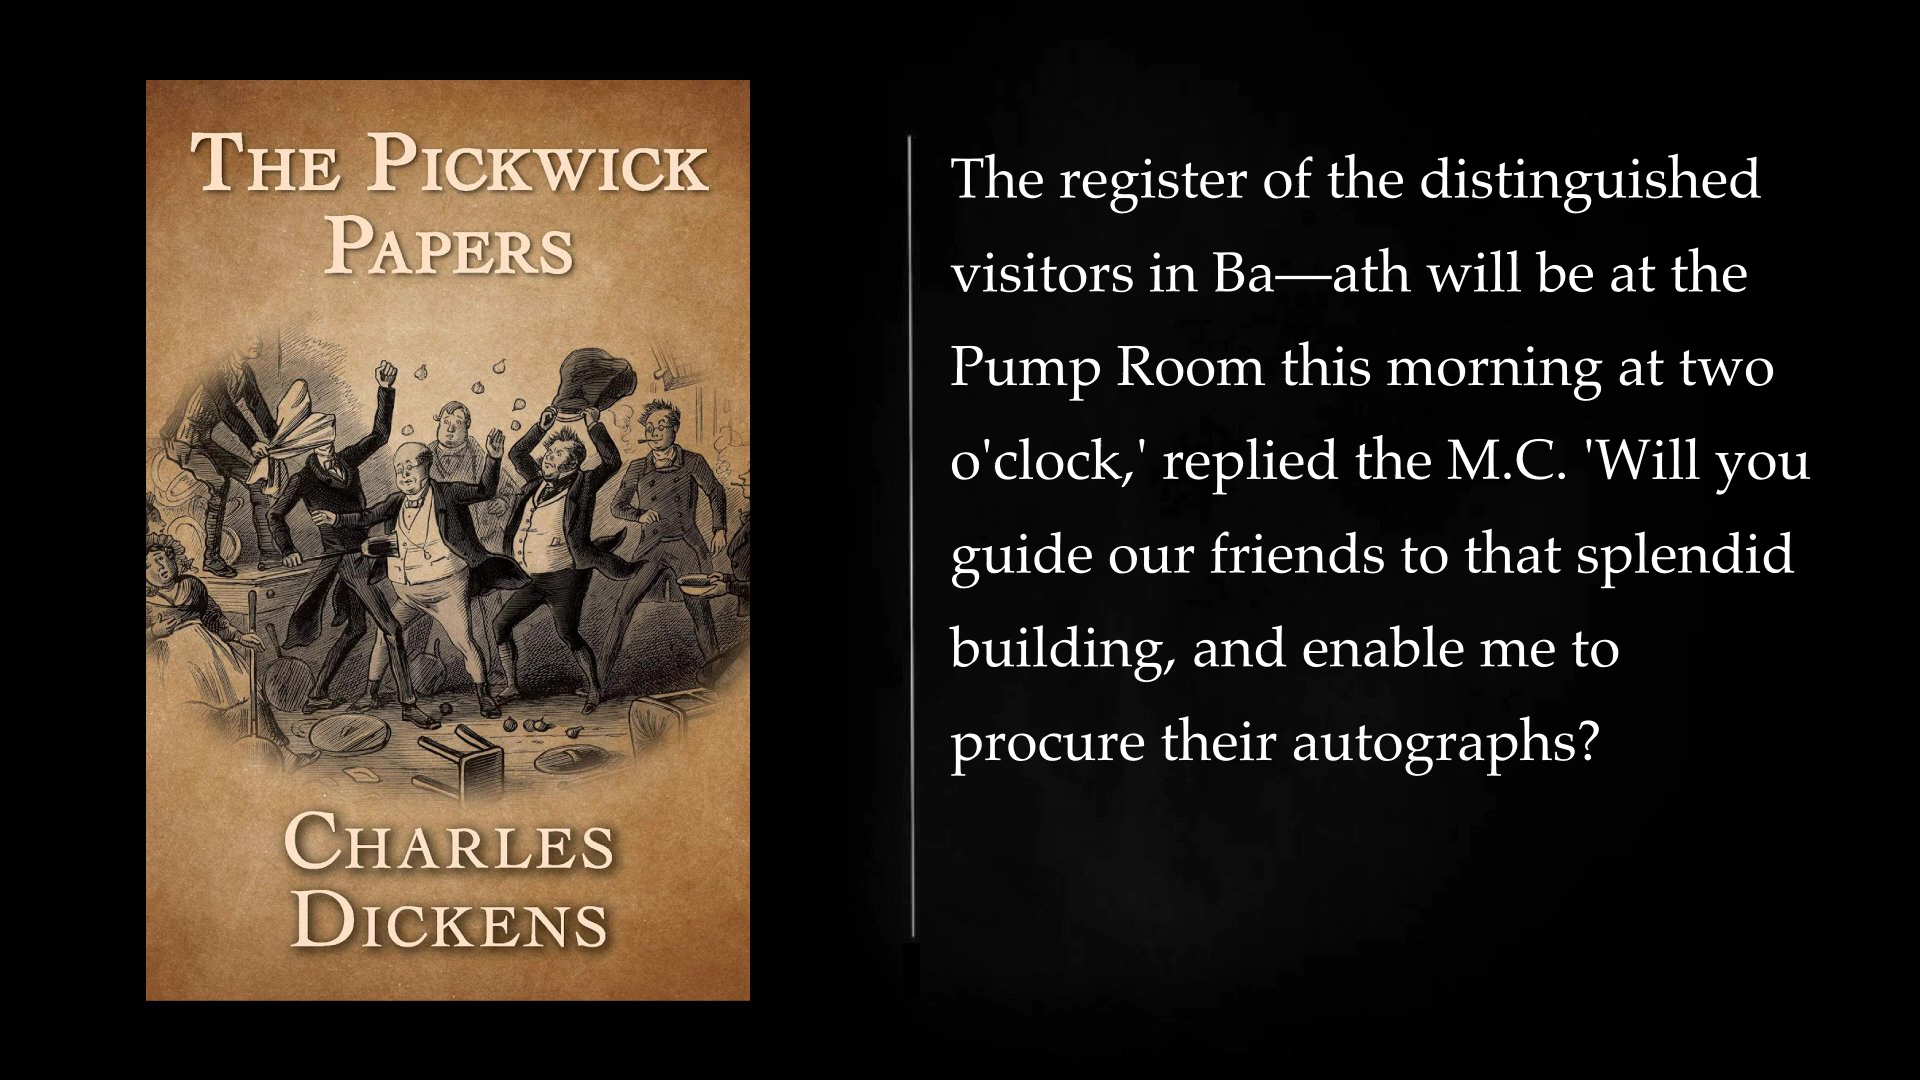 The Pickwick
Papers
Charles
Dickens
The register of the distinguished
visitors in Ba—ath will be at the
Pump Room this morning at two
o'clock,' replied the M.C. 'Will you
guide our friends to that splendid
building, and enable me to
procure their autographs?